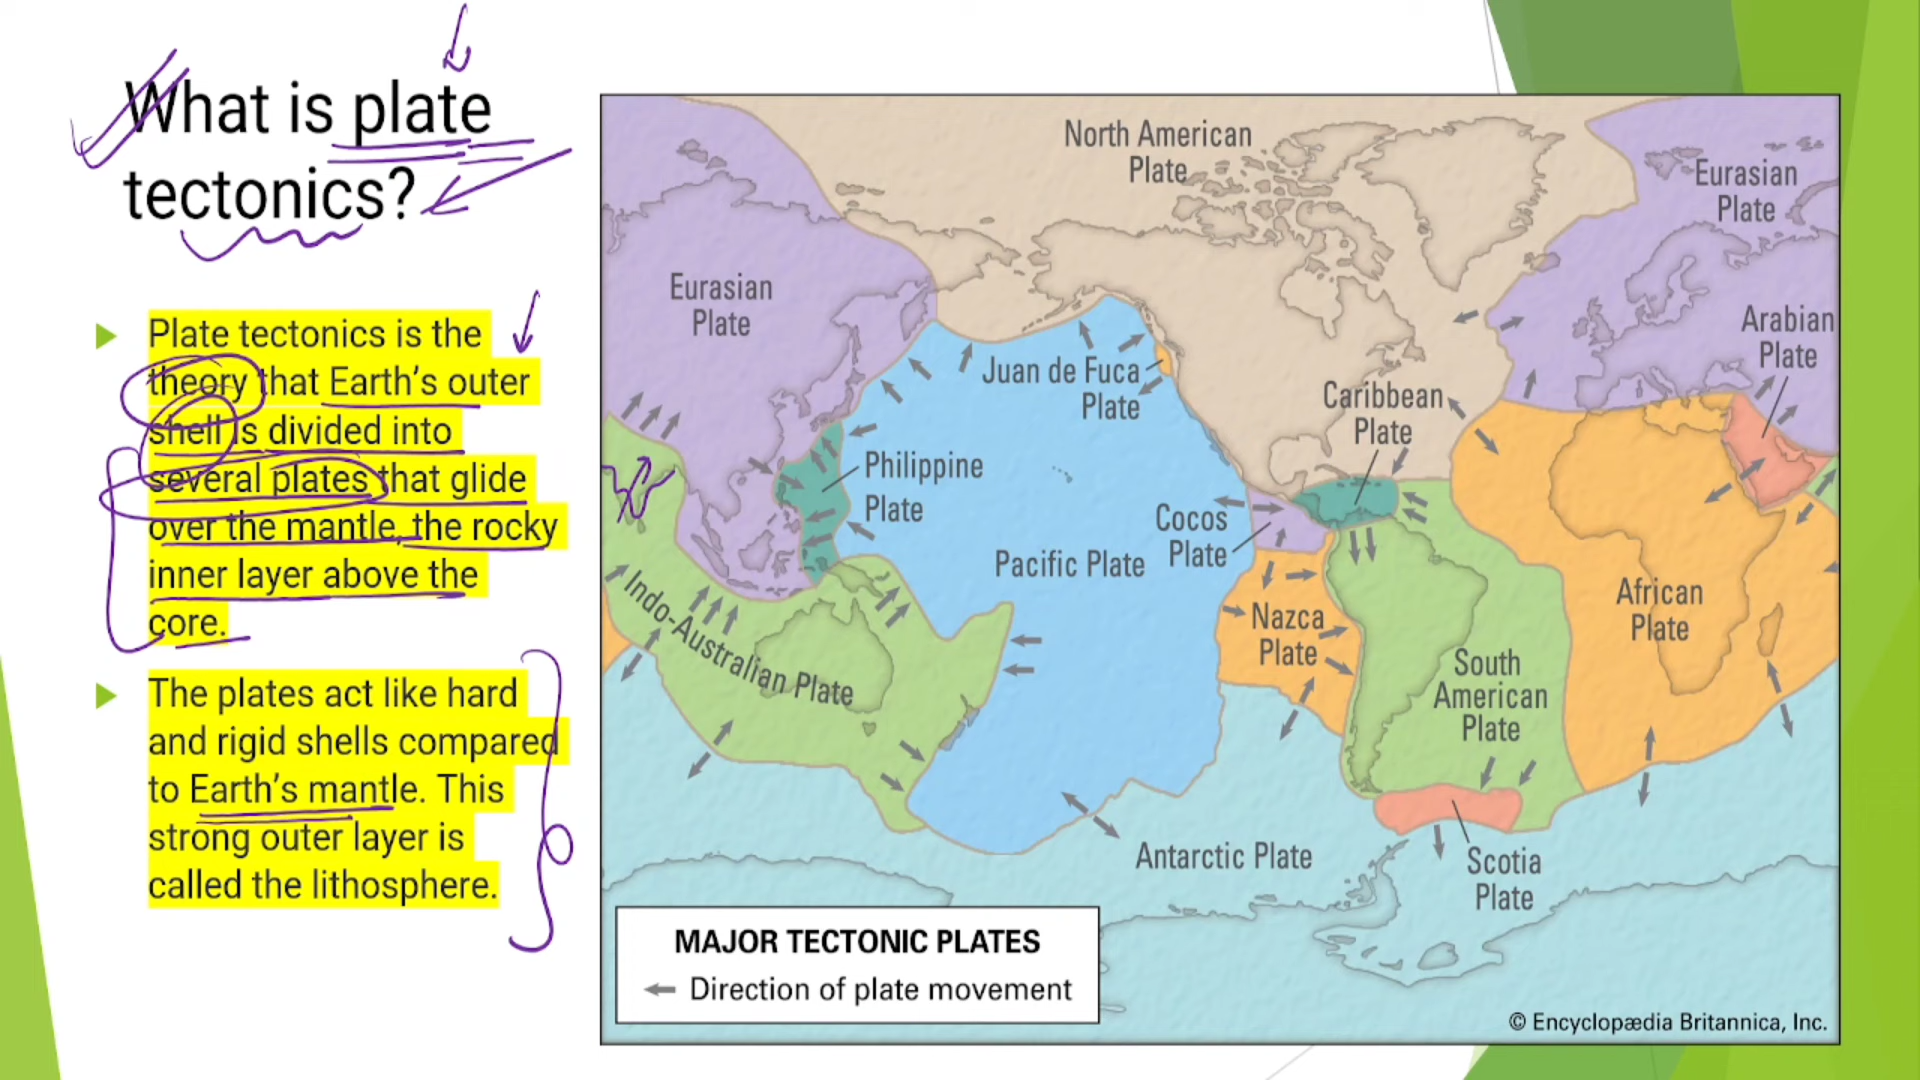 What is plate
tectonics?
Plate tectonics is the
theory that Earth's outer
shell is divided into
several plates that glide
over the mantle, the rocky
inner layer above the
core.
The plates act like hard
and rigid shells compared
to Earth's mantle. This
strong outer layer is
called the lithosphere.
North American
Plate
Eurasian
Plate
Eurasian
Plate
Arabian
Plate
Juan de Fuca
Plate
Caribbean
Plate
Philippine
Plate
Cocos
Plate
Pacific Plate
Indo-Australian Plate
Nazca
Plate
African
Plate
South
American
Plate
Antarctic Plate
Scotia
Plate
MAJOR TECTONIC PLATES
Direction of plate movement
© Encyclopædia Britannica, Inc.